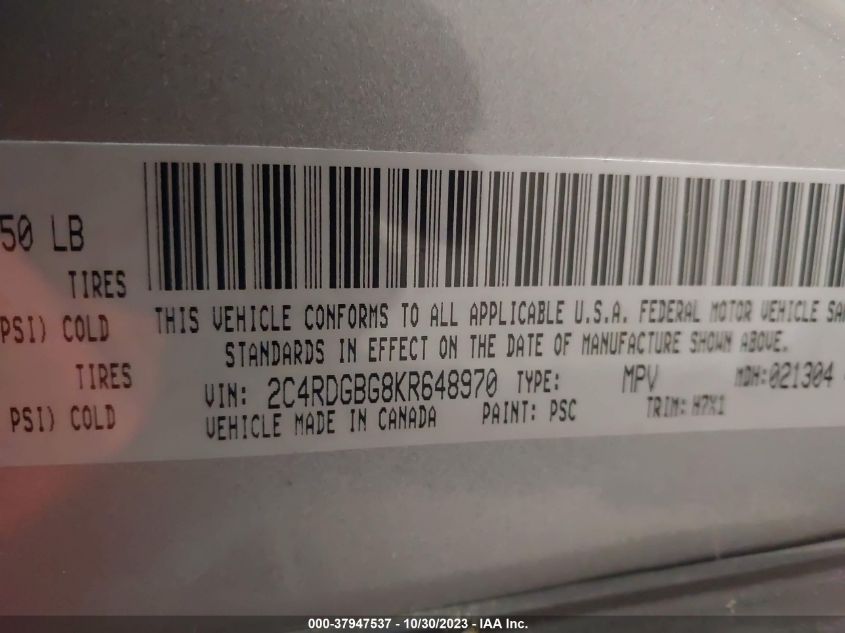 50 LB
TIRES
PSI) COLD
TIRES
PSI) COLD
THIS VEHICLE CONFORMS TO ALL APPLICABLE U.S.A. FEDERAL MOTOR VEHICLE SA
STANDARDS IN EFFECT ON THE DATE OF MANUFACTURE SHOWN ABOVE.
VIN: 2C4RDGBG8KR648970 TYPE: MPV MDH:021304
VEHICLE MADE IN CANADA PAINT: PSC TRIM: H7X1
000-37947537 - 10/30/2023 - IAA Inc.